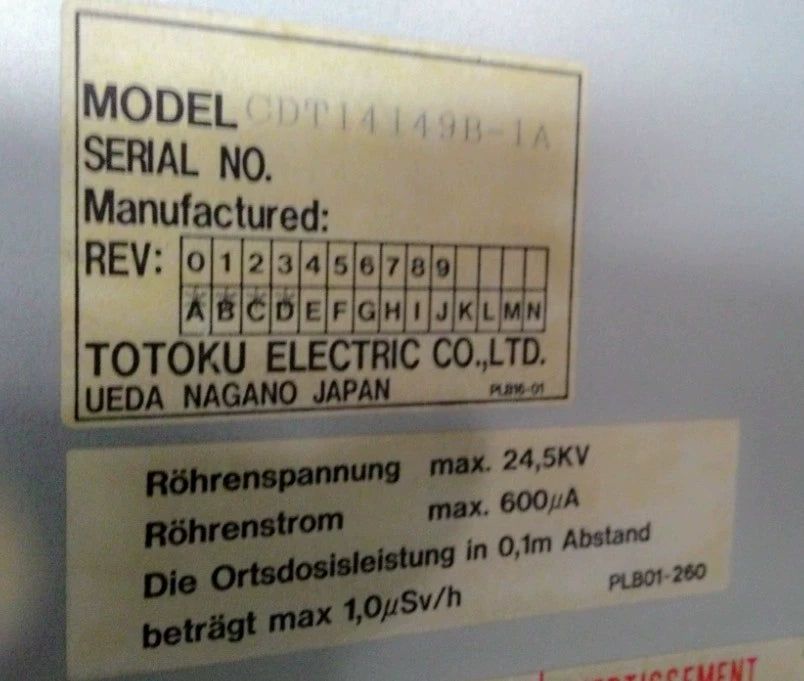 MODEL CDT14149B-1A
SERIAL NO.
Manufactured:
REV: 0 1 2 3 4 5 6 7 8 9
A B C D E F G H I J K L M N
TOTOKU ELECTRIC CO.,LTD.
UEDA NAGANO JAPAN PL816-01
Röhrenspannung max. 24,5KV
Röhrenstrom max. 600µA
Die Ortsdosisleistung in 0,1m Abstand
beträgt max 1,0µSv/h PLB01-260